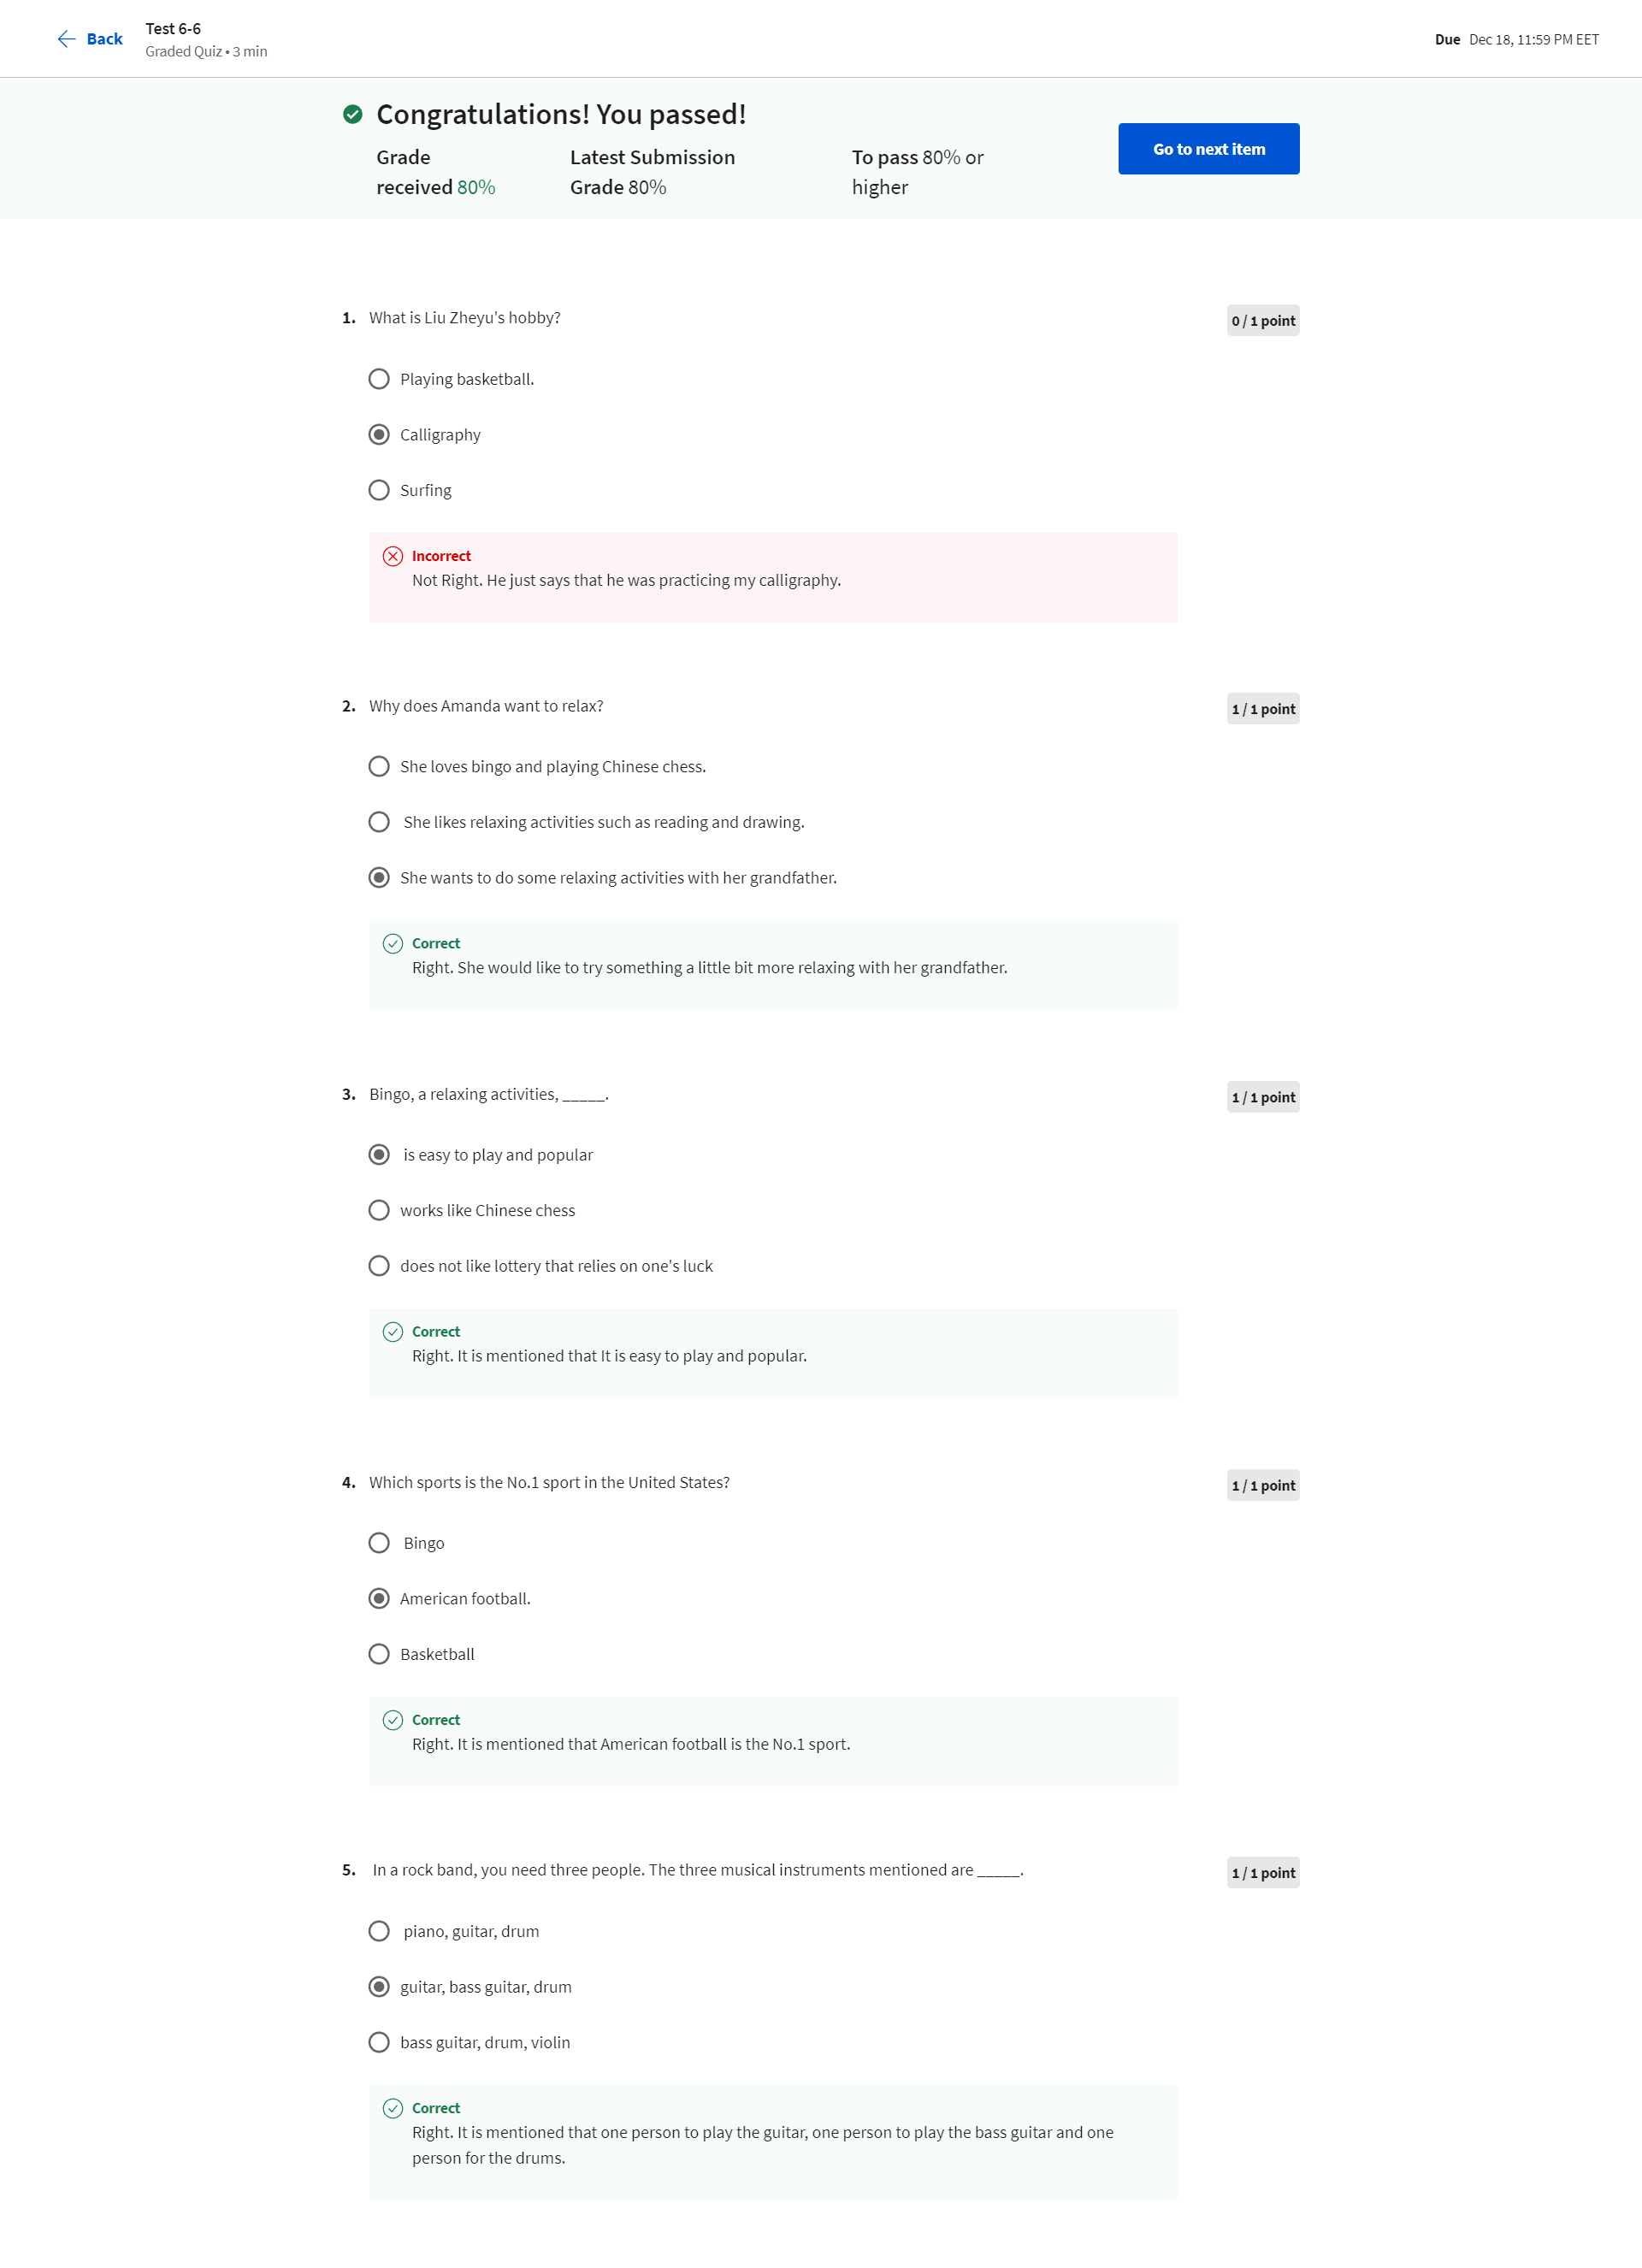 Back
Test 6-6
Graded Quiz • 3 min
Due Dec 18, 11:59 PM EET
Congratulations! You passed!
Grade received 80%
Latest Submission Grade 80%
To pass 80% or higher
Go to next item
1. What is Liu Zheyu's hobby?
0 / 1 point
Playing basketball.
Calligraphy
Surfing
Incorrect
Not Right. He just says that he was practicing my calligraphy.
2. Why does Amanda want to relax?
1 / 1 point
She loves bingo and playing Chinese chess.
She likes relaxing activities such as reading and drawing.
She wants to do some relaxing activities with her grandfather.
Correct
Right. She would like to try something a little bit more relaxing with her grandfather.
3. Bingo, a relaxing activities, _____.
1 / 1 point
is easy to play and popular
works like Chinese chess
does not like lottery that relies on one's luck
Correct
Right. It is mentioned that It is easy to play and popular.
4. Which sports is the No.1 sport in the United States?
1 / 1 point
Bingo
American football.
Basketball
Correct
Right. It is mentioned that American football is the No.1 sport.
5. In a rock band, you need three people. The three musical instruments mentioned are _____.
1 / 1 point
piano, guitar, drum
guitar, bass guitar, drum
bass guitar, drum, violin
Correct
Right. It is mentioned that one person to play the guitar, one person to play the bass guitar and one
person for the drums.